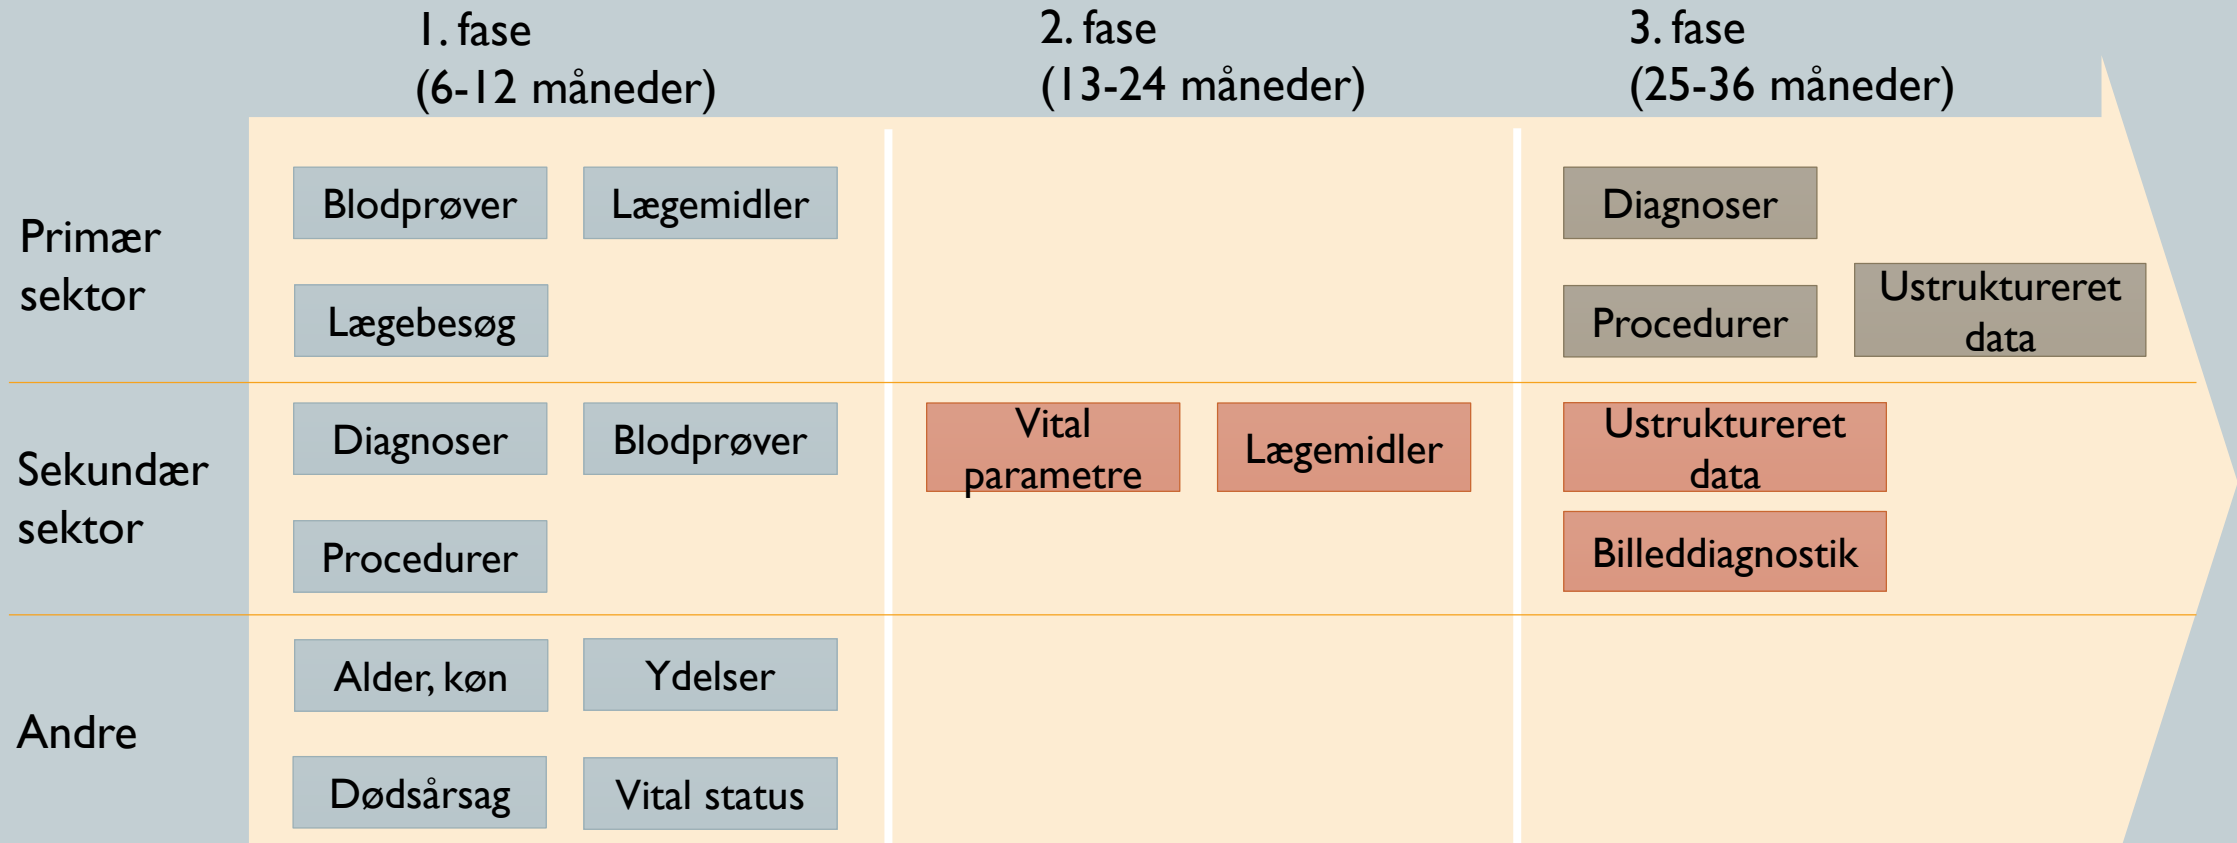 1. fase
(6-12 måneder)
2. fase
(13-24 måneder)
3. fase
(25-36 måneder)
Primær
sektor
Blodprøver
Lægemidler
Lægebesøg
Diagnoser
Procedurer
Ustruktureret
data
Sekundær
sektor
Diagnoser
Blodprøver
Procedurer
Vital
parametre
Lægemidler
Ustruktureret
data
Billeddiagnostik
Andre
Alder, køn
Ydelser
Dødsårsag
Vital status